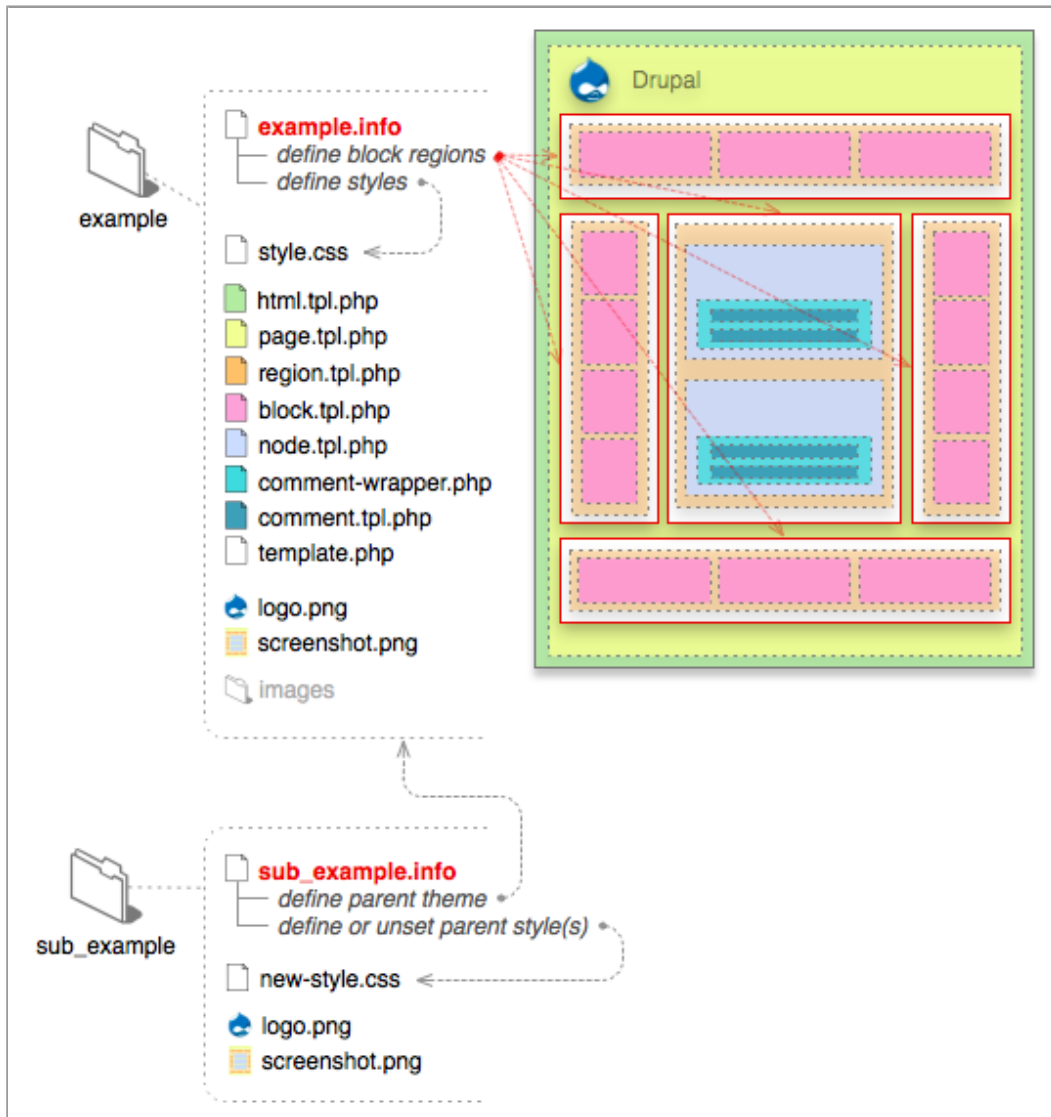 Drupal
example.info
define block regions
define styles
example
style.css
html.tpl.php
page.tpl.php
region.tpl.php
block.tpl.php
node.tpl.php
comment-wrapper.php
comment.tpl.php
template.php
logo.png
screenshot.png
images
sub_example.info
define parent theme
define or unset parent style(s)
sub_example
new-style.css
logo.png
screenshot.png